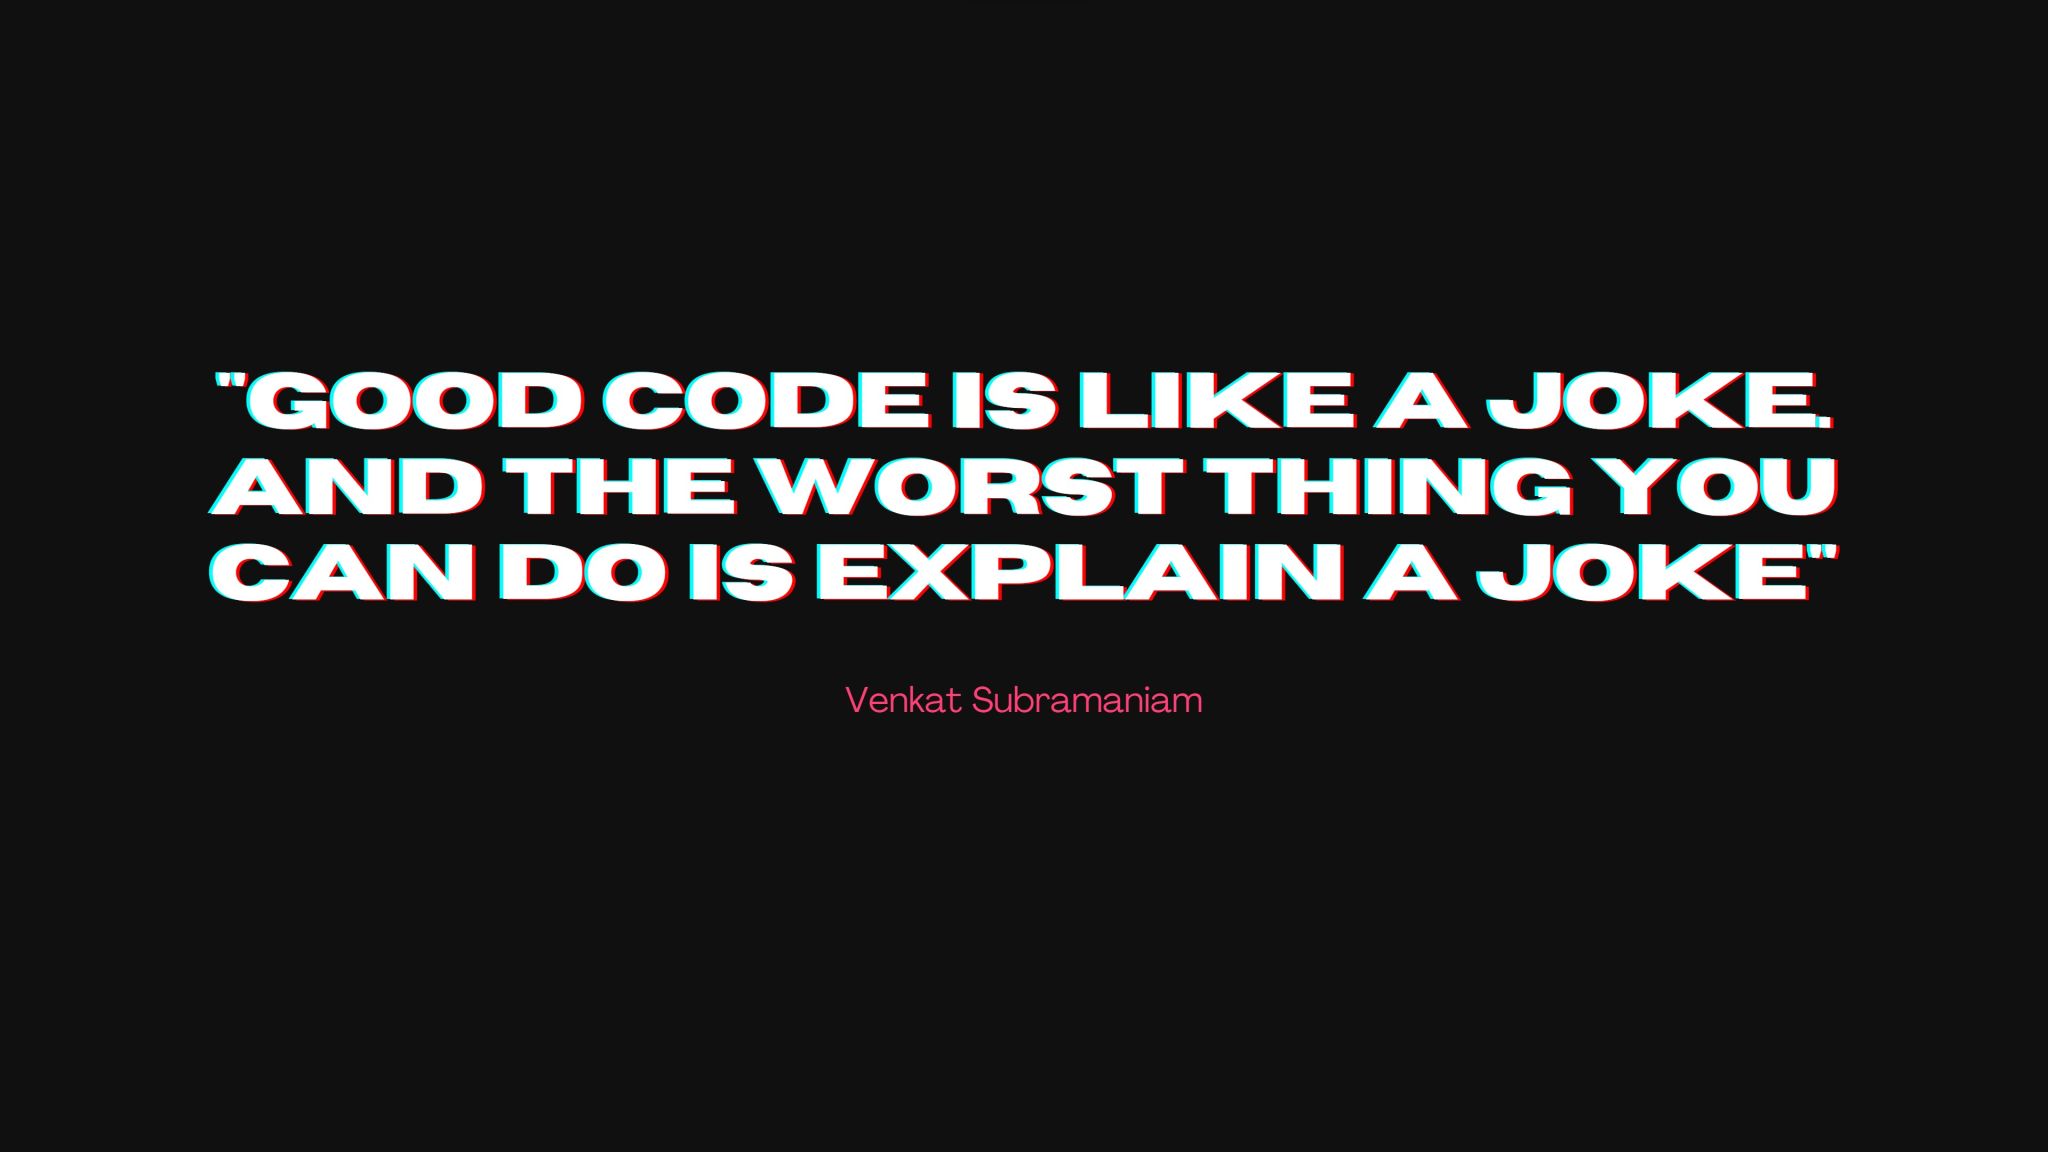 "GOOD CODE IS LIKE A JOKE.
AND THE WORST THING YOU
CAN DO IS EXPLAIN A JOKE"
Venkat Subramaniam